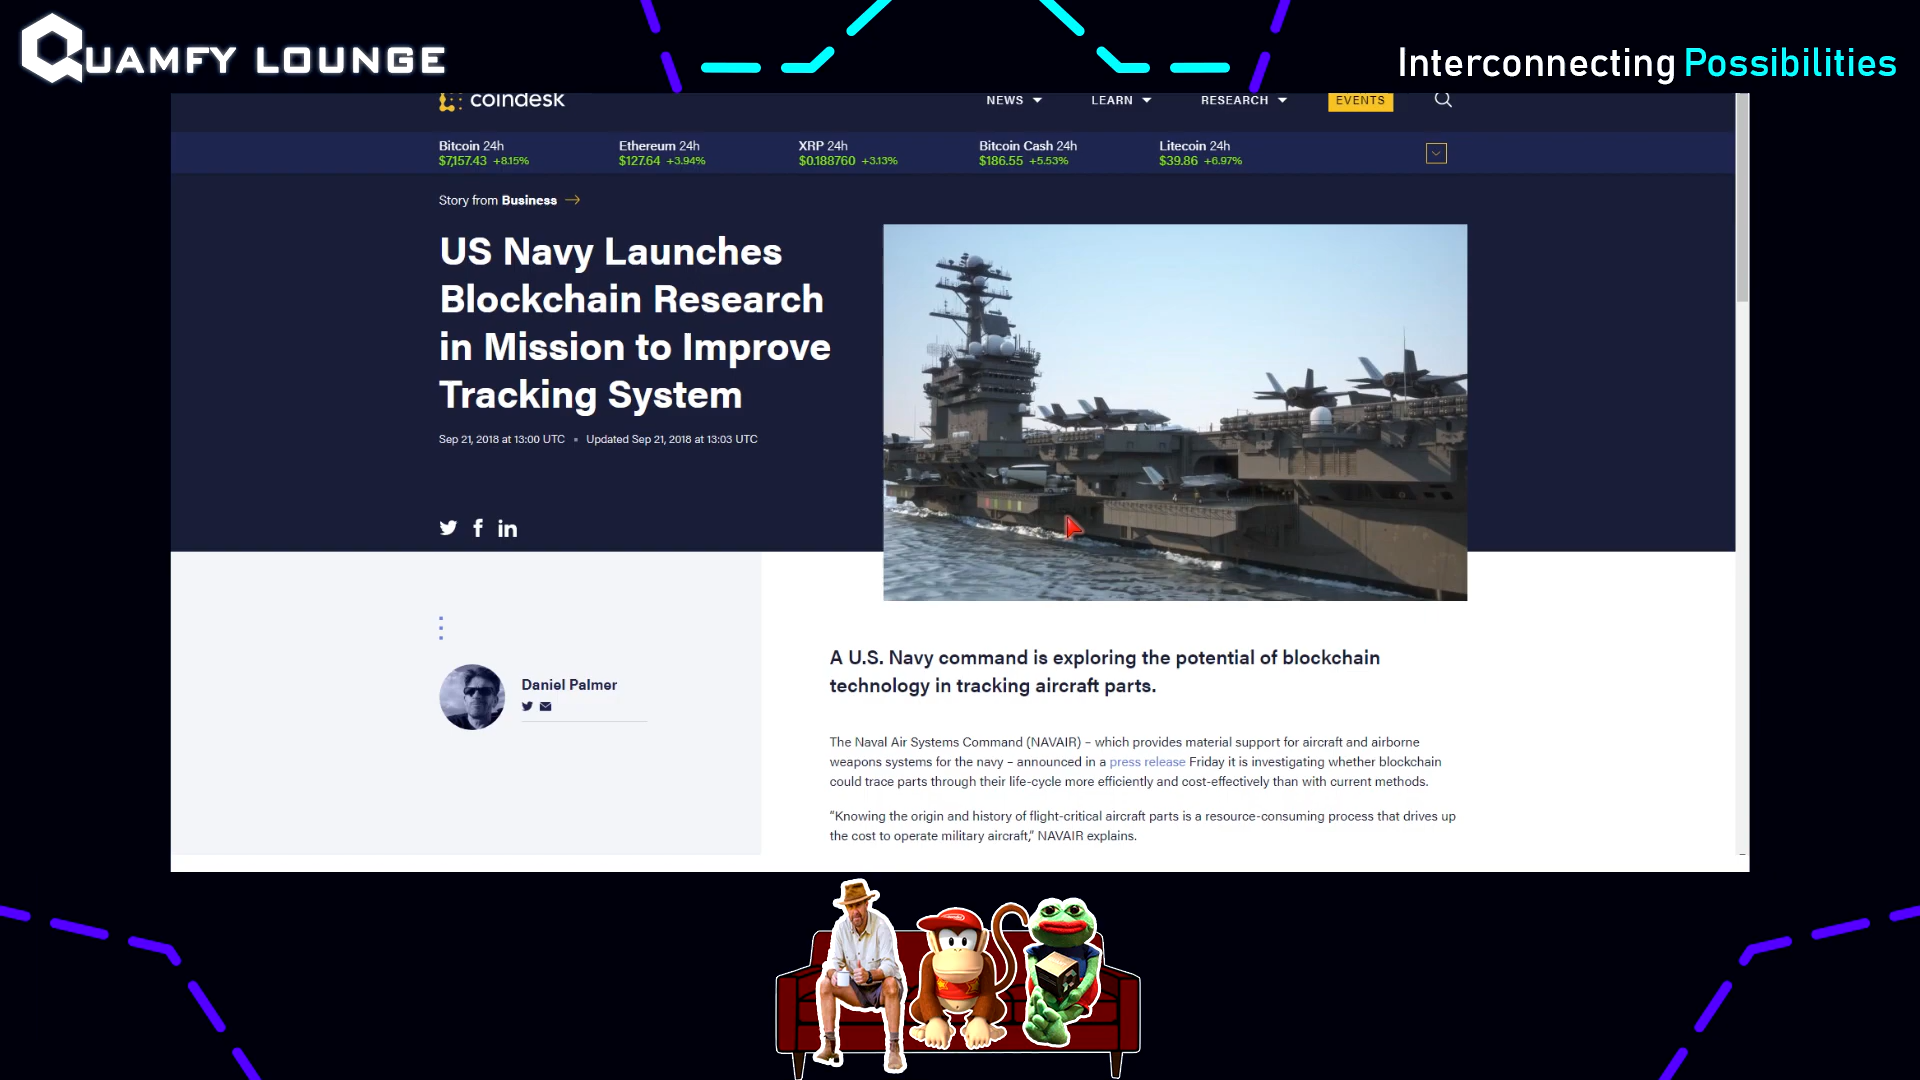 QUAMFY LOUNGE
Interconnecting Possibilities
coindesk
NEWS
LEARN
RESEARCH
EVENTS
Bitcoin 24h
$7,157.43 +8.15%
Ethereum 24h
$127.64 +3.94%
XRP 24h
$0.188760 +3.13%
Bitcoin Cash 24h
$186.55 +5.53%
Litecoin 24h
$39.86 +6.97%
Story from Business
US Navy Launches
Blockchain Research
in Mission to Improve
Tracking System
Sep 21, 2018 at 13:00 UTC ▪ Updated Sep 21, 2018 at 13:03 UTC
Daniel Palmer
A U.S. Navy command is exploring the potential of blockchain
technology in tracking aircraft parts.
The Naval Air Systems Command (NAVAIR) – which provides material support for aircraft and airborne
weapons systems for the navy – announced in a press release Friday it is investigating whether blockchain
could trace parts through their life-cycle more efficiently and cost-effectively than with current methods.
“Knowing the origin and history of flight-critical aircraft parts is a resource-consuming process that drives up
the cost to operate military aircraft,” NAVAIR explains.